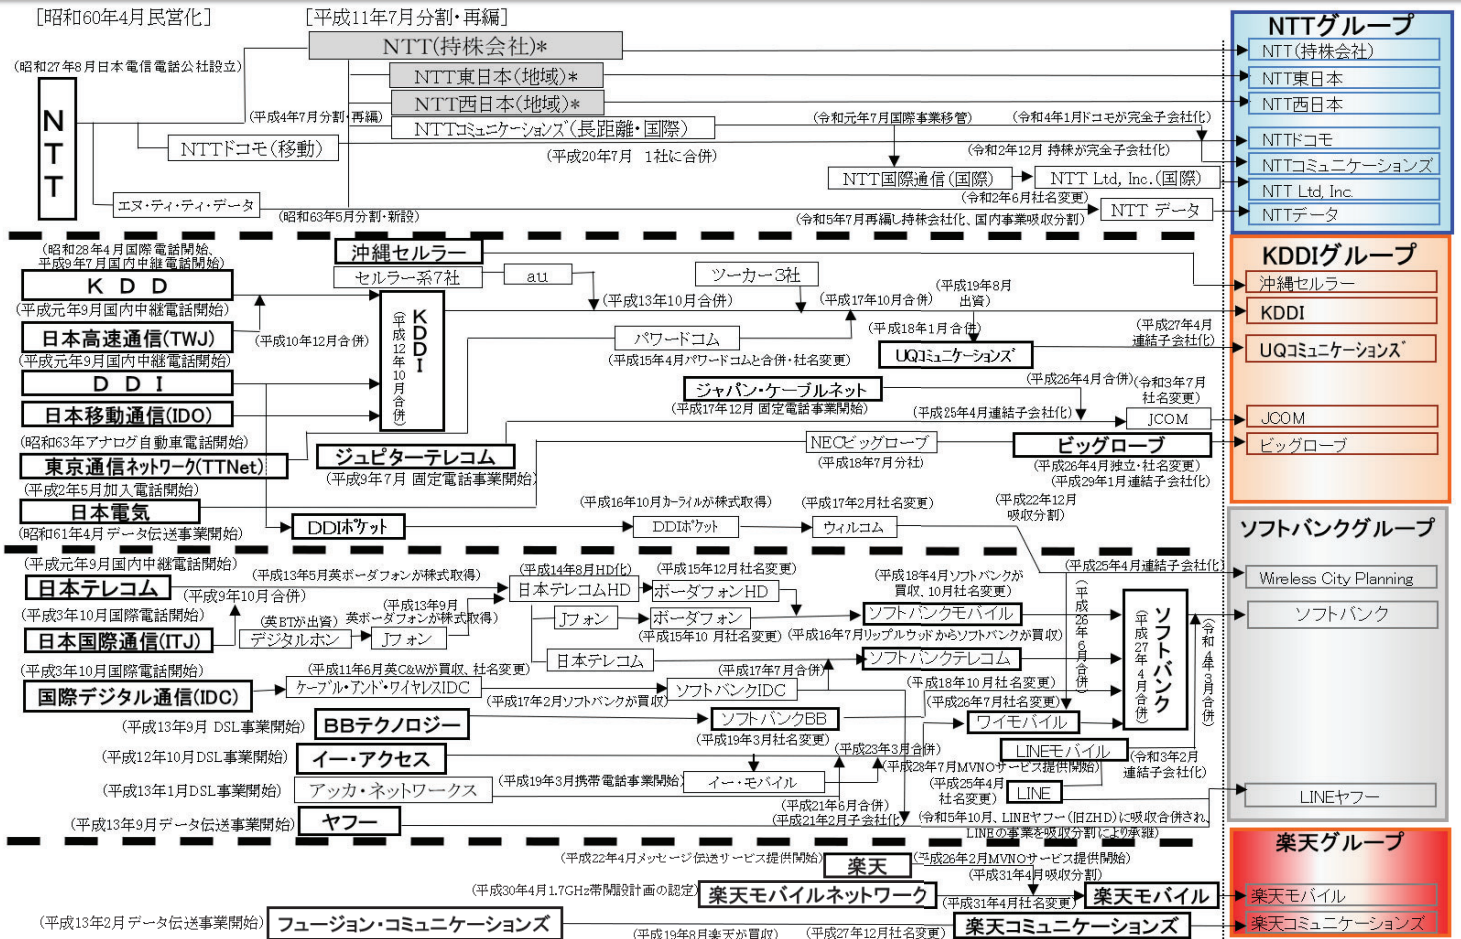 [昭和60年4月民営化]
[平成11年7月分割・再編]
NTT(持株会社)*
(昭和27年8月日本電信電話公社設立)
NTT
NTT東日本(地域)*
NTT西日本(地域)*
(平成4年7月分割・再編)
NTTコミュニケーションズ(長距離・国際)
(令和元年7月国際事業移管)
(令和4年1月ドコモが完全子会社化)
NTTドコモ(移動)
(平成20年7月 1社に合併)
(令和2年12月 持株が完全子会社化)
NTT国際通信(国際)
NTT Ltd, Inc.(国際)
(令和2年6月社名変更)
エヌ・ティ・ティ・データ
(昭和63年5月分割・新設)
(令和5年7月再編し持株会社化、国内事業吸収分割)
NTT データ
NTTグループ
NTT(持株会社)
NTT東日本
NTT西日本
NTTドコモ
NTTコミュニケーションズ
NTT Ltd, Inc.
NTTデータ
(昭和28年4月国際電話開始、
平成9年7月国内中継電話開始)
KDD
(平成元年9月国内中継電話開始)
日本高速通信(TWJ)
(平成10年12月合併)
(平成元年9月国内中継電話開始)
DDI
日本移動通信(IDO)
(昭和63年アナログ自動車電話開始)
東京通信ネットワーク(TTNet)
(平成2年5月加入電話開始)
日本電気
(昭和61年4月データ伝送事業開始)
沖縄セルラー
セルラー系7社
au
ツーカー3社
KDDI
(平成12年10月合併)
(平成13年10月合併)
(平成17年10月合併)
(平成19年8月
出資)
パワードコム
(平成18年1月合併)
(平成15年4月パワードコムと合併・社名変更)
UQコミュニケーションズ
(平成27年4月
連結子会社化)
ジャパン・ケーブルネット
(平成17年12月 固定電話事業開始)
(平成26年4月合併)
(令和3年7月
社名変更)
(平成25年4月連結子会社化)
JCOM
ジュピターテレコム
(平成9年7月 固定電話事業開始)
NECビッグローブ
(平成18年7月分社)
ビッグローブ
(平成26年4月独立・社名変更)
(平成29年1月連結子会社化)
DDIポケット
(平成16年10月カーライルが株式取得)
DDIポケット
(平成17年2月社名変更)
ウィルコム
(平成22年12月
吸収分割)
KDDIグループ
沖縄セルラー
KDDI
UQコミュニケーションズ
JCOM
ビッグローブ
(平成元年9月国内中継電話開始)
日本テレコム
(平成9年10月合併)
(平成3年10月国際電話開始)
日本国際通信(ITJ)
(平成3年10月国際電話開始)
国際デジタル通信(IDC)
(平成13年5月英ボーダフォンが株式取得)
(英BTが出資)
デジタルホン
(平成13年9月
英ボーダフォンが株式取得)
Jフォン
(平成14年8月HD化)
日本テレコムHD
(平成15年12月社名変更)
ボーダフォンHD
Jフォン
ボーダフォン
(平成15年10月社名変更)
(平成16年7月リップルウッドからソフトバンクが買収)
(平成18年4月ソフトバンクが
買収、10月社名変更)
ソフトバンクモバイル
日本テレコム
(平成17年7月合併)
ソフトバンクテレコム
(平成11年6月英C&Wが買収、社名変更)
ケーブル・アンド・ワイヤレスIDC
(平成17年2月ソフトバンクが買収)
ソフトバンクIDC
(平成18年10月社名変更)
(平成13年9月 DSL事業開始)
BBテクノロジー
ソフトバンクBB
(平成19年3月社名変更)
(平成26年7月社名変更)
ワイモバイル
(平成26年6月合併)
ソフトバンク
(平成27年4月合併)
(令和4年3月合併)
(平成25年4月連結子会社化)
(平成12年10月DSL事業開始)
イー・アクセス
(平成23年3月合併)
LINEモバイル
(平成28年7月MVNOサービス提供開始)
(令和3年2月
連結子会社化)
(平成19年3月携帯電話事業開始)
イー・モバイル
(平成13年1月DSL事業開始)
アッカ・ネットワークス
(平成25年4月
社名変更)
LINE
(平成21年6月合併)
(平成21年2月子会社化)
(平成13年9月データ伝送事業開始)
ヤフー
(令和5年10月、LINEヤフー(旧ZHD)に吸収合併され、
LINEの事業を吸収分割により承継)
ソフトバンクグループ
Wireless City Planning
ソフトバンク
LINEヤフー
(平成22年4月メッセージ伝送サービス提供開始)
楽天
(平成26年2月MVNOサービス提供開始)
(平成31年4月吸収分割)
(平成30年4月1.7GHz帯開設計画の認定)
楽天モバイルネットワーク
(平成31年4月社名変更)
楽天モバイル
(平成13年2月データ伝送事業開始)
フュージョン・コミュニケーションズ
(平成19年8月楽天が買収)
(平成27年12月社名変更)
楽天コミュニケーションズ
楽天グループ
楽天モバイル
楽天コミュニケーションズ